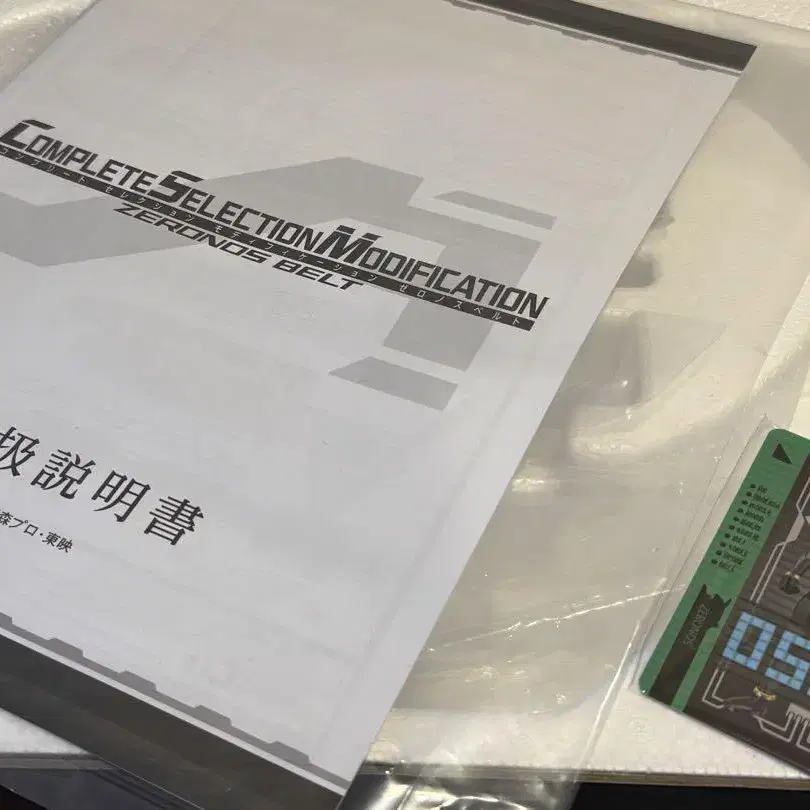 COMPLETE SELECTION MODIFICATION
コンプリート セレクション モディフィケーション ゼロノスベルト
ZERONOS BELT
扱説明書
森プロ・東映
ZERONOS